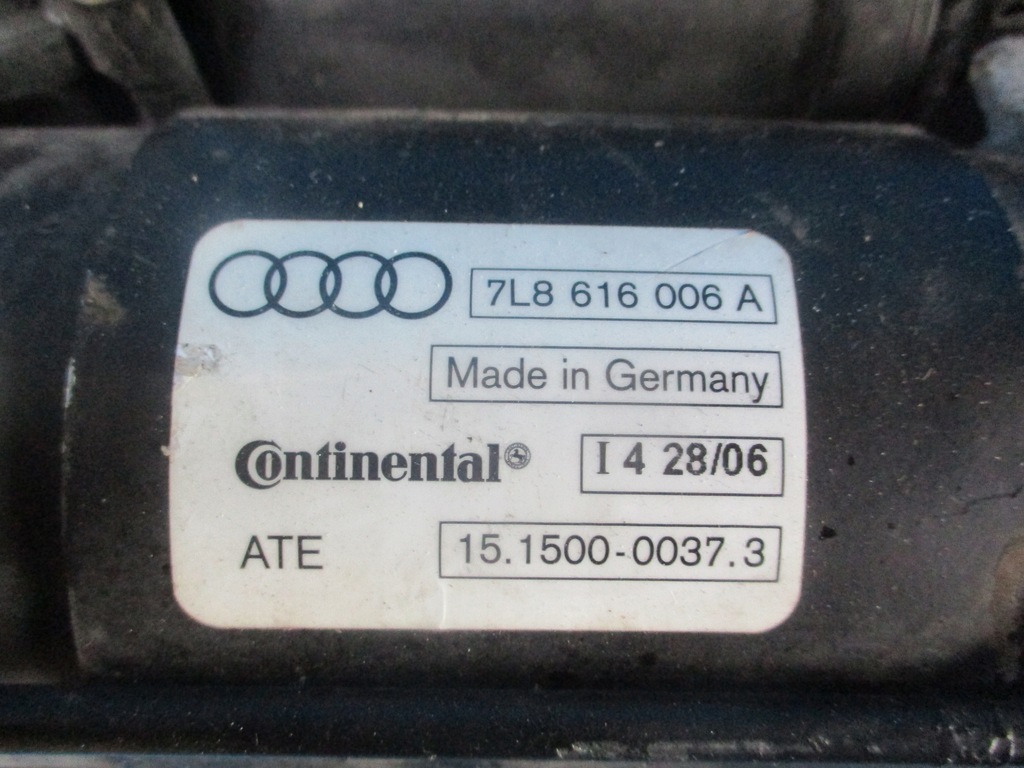 7L8 616 006 A
Made in Germany
Continental
I 4 28/06
ATE 15.1500-0037.3